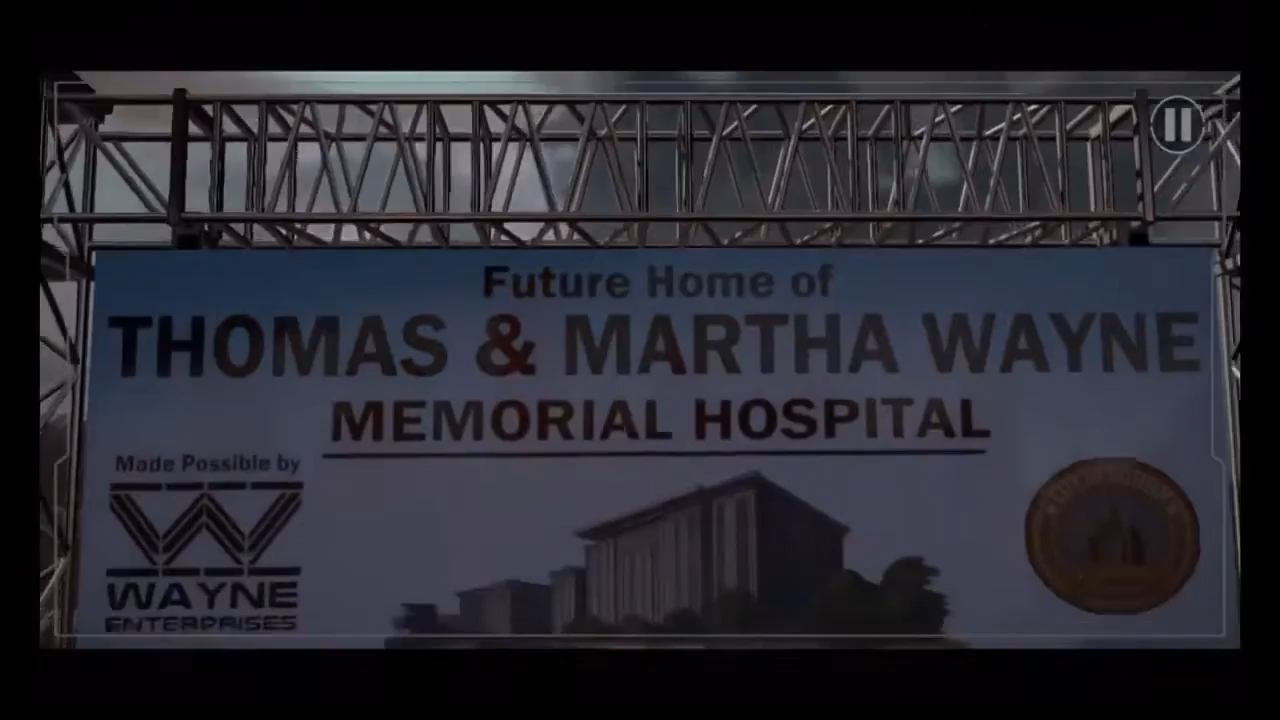 Future Home of
THOMAS & MARTHA WAYNE
MEMORIAL HOSPITAL
Made Possible by
WAYNE
ENTERPRISES